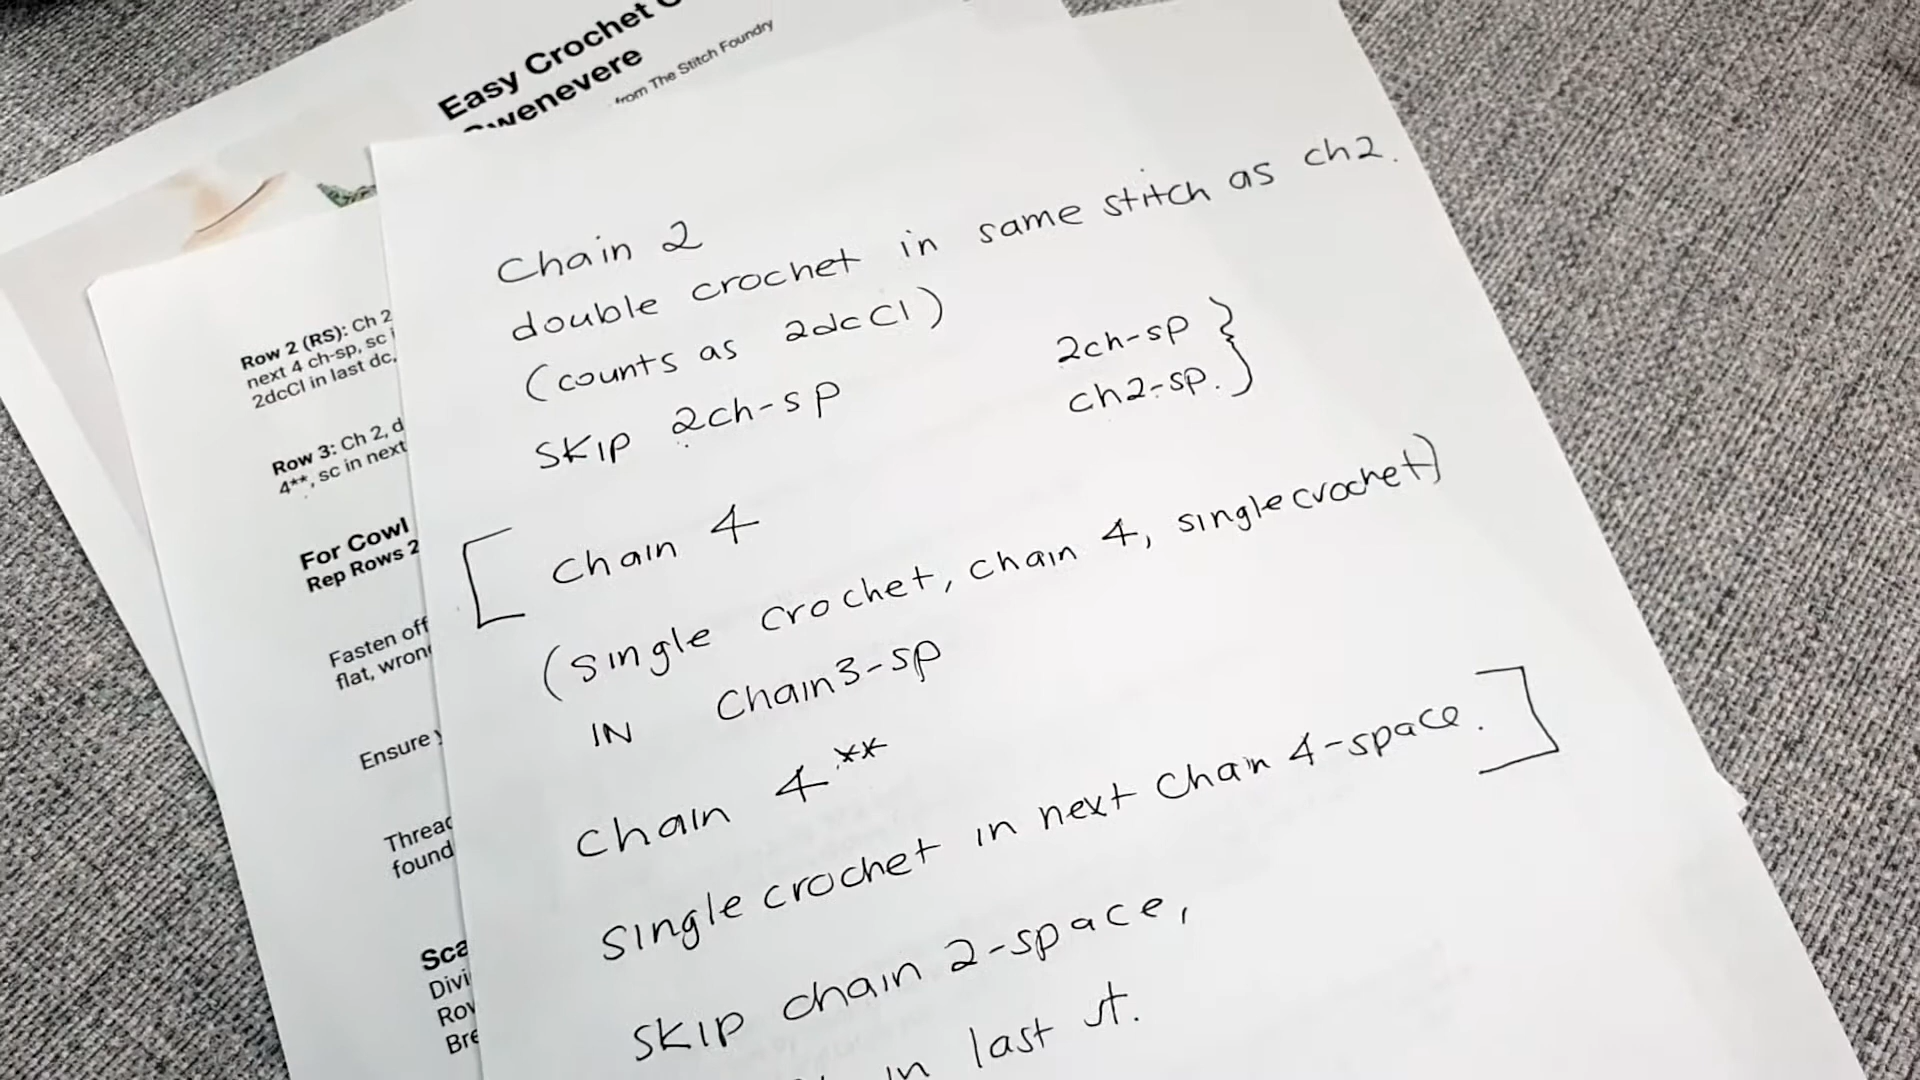 Easy Crochet
Gwenevere
from The Stitch Foundry
Row 2 (RS): Ch 2
next 4 ch-sp, sc
2dcCl in last dc,
Row 3: Ch 2, d
4**, sc in next
For Cowl
Rep Rows 2
Fasten off
flat, wrong
Ensure
Thread
found
Sca
Divi
Row
Bre
Chain 2
double crochet in same stitch as ch2.
(counts as 2dcCl)
SKIP 2ch-sp
2ch-sp }
ch2-sp. }
[ Chain 4
(single crochet, chain 4, single crochet)
IN Chain3-sp
Chain 4**
Single crochet in next Chain 4-space. ]
SKIP chain 2-space,
in last st.